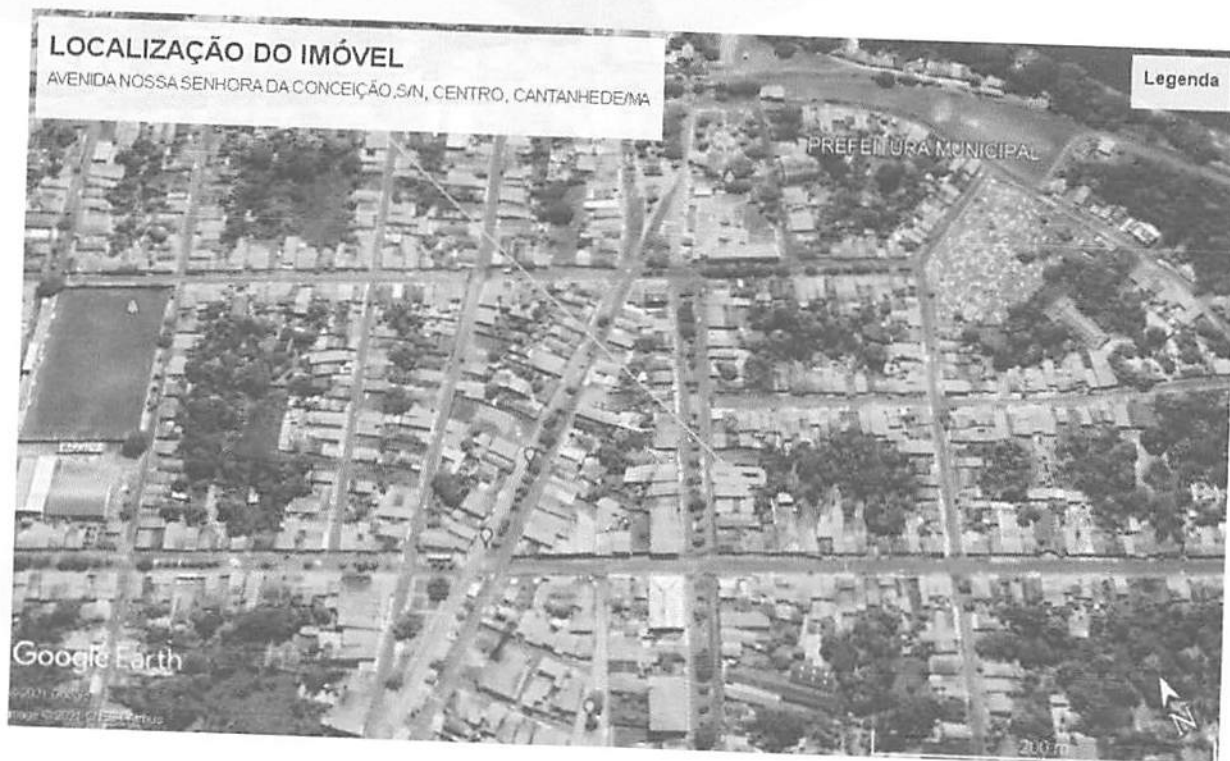 LOCALIZAÇÃO DO IMÓVEL
AVENIDA NOSSA SENHORA DA CONCEIÇÃO,S/N, CENTRO, CANTANHEDE/MA
Legenda
PREFEITURA MUNICIPAL
Google Earth
N
200 m